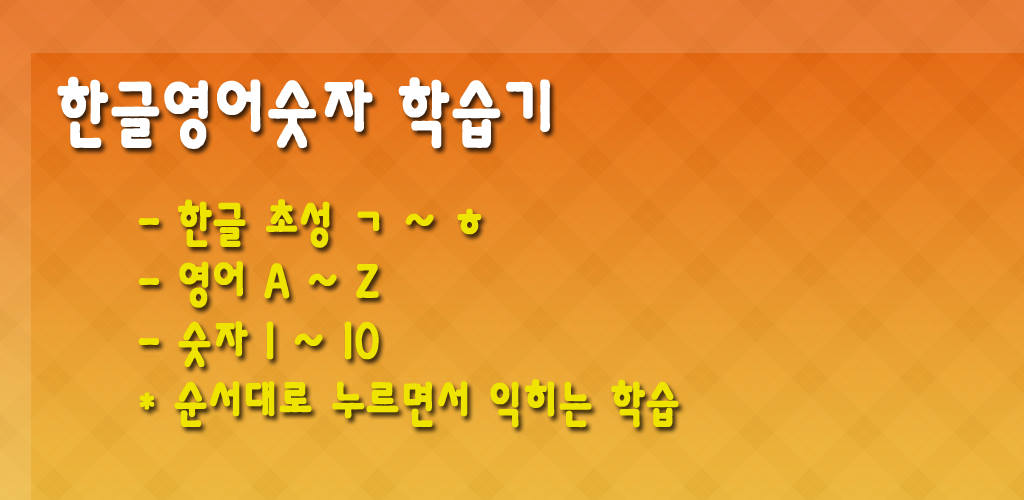 한글영어숫자 학습기
- 한글 초성 ㄱ ~ ㅎ
- 영어 A ~ Z
- 숫자 1 ~ 10
* 순서대로 누르면서 익히는 학습